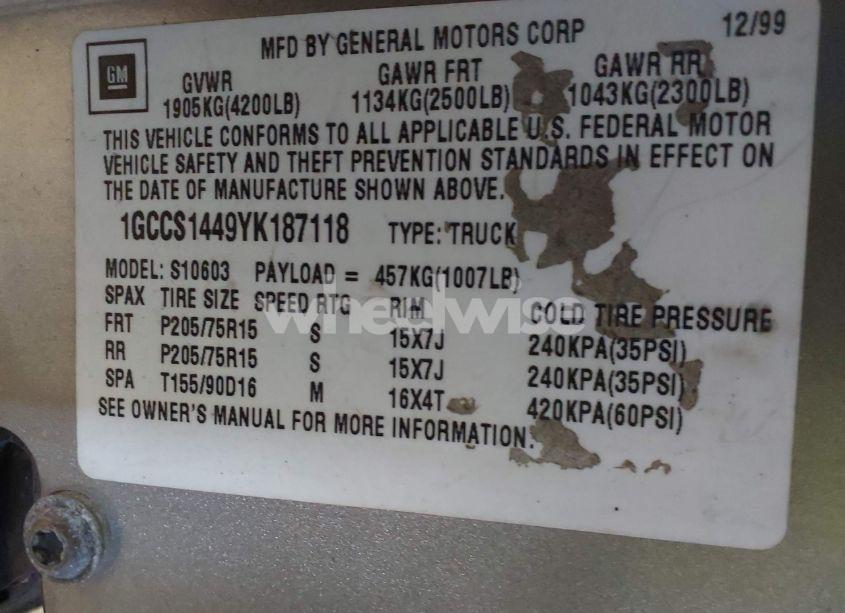 MFD BY GENERAL MOTORS CORP 12/99
GM
GVWR GAWR FRT GAWR RR
1905KG(4200LB) 1134KG(2500LB) 1043KG(2300LB)
THIS VEHICLE CONFORMS TO ALL APPLICABLE U.S. FEDERAL MOTOR
VEHICLE SAFETY AND THEFT PREVENTION STANDARDS IN EFFECT ON
THE DATE OF MANUFACTURE SHOWN ABOVE.
1GCCS1449YK187118 TYPE: TRUCK
MODEL: S10603 PAYLOAD = 457KG(1007LB)
SPAX TIRE SIZE SPEED RTG RIM COLD TIRE PRESSURE
FRT P205/75R15 S 15X7J 240KPA(35PSI)
RR P205/75R15 S 15X7J 240KPA(35PSI)
SPA T155/90D16 M 16X4T 420KPA(60PSI)
SEE OWNER'S MANUAL FOR MORE INFORMATION.
wheelwise